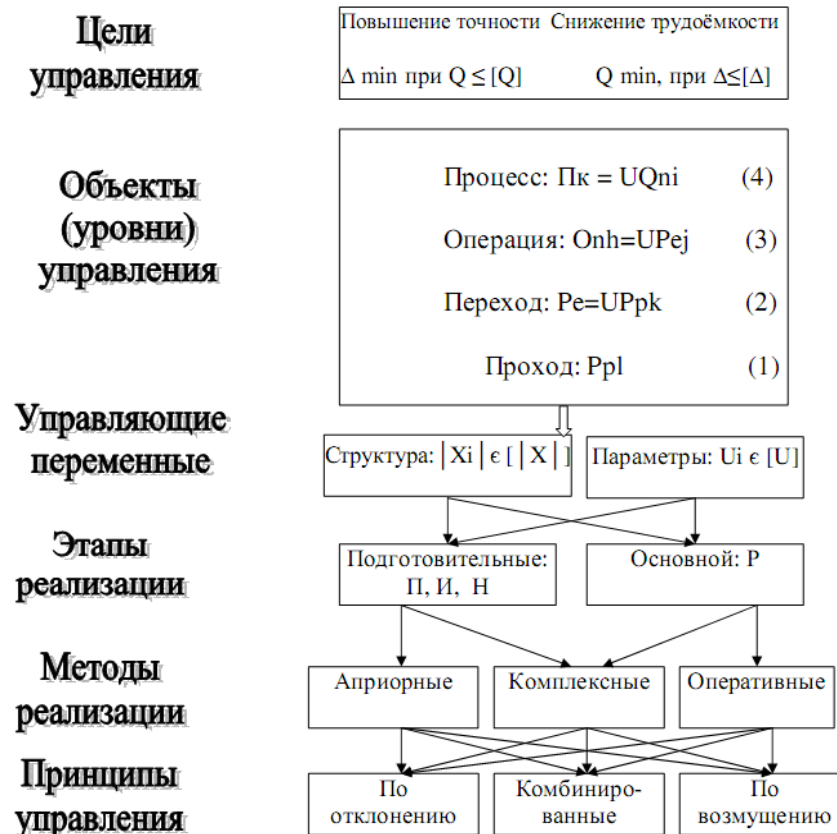 Цели
управления
Повышение точности Снижение трудоёмкости
Δ min при Q ≤ [Q] Q min, при Δ≤[Δ]
Объекты
(уровни)
управления
Процесс: Пк = UQni (4)
Операция: Onh=UPej (3)
Переход: Pe=UPpk (2)
Проход: Ppl (1)
Управляющие
переменные
Структура: |Xi| є [ |X| ]
Параметры: Ui є [U]
Этапы
реализации
Подготовительные:
П, И, Н
Основной: Р
Методы
реализации
Априорные
Комплексные
Оперативные
Принципы
управления
По
отклонению
Комбиниро-
ванные
По
возмущению